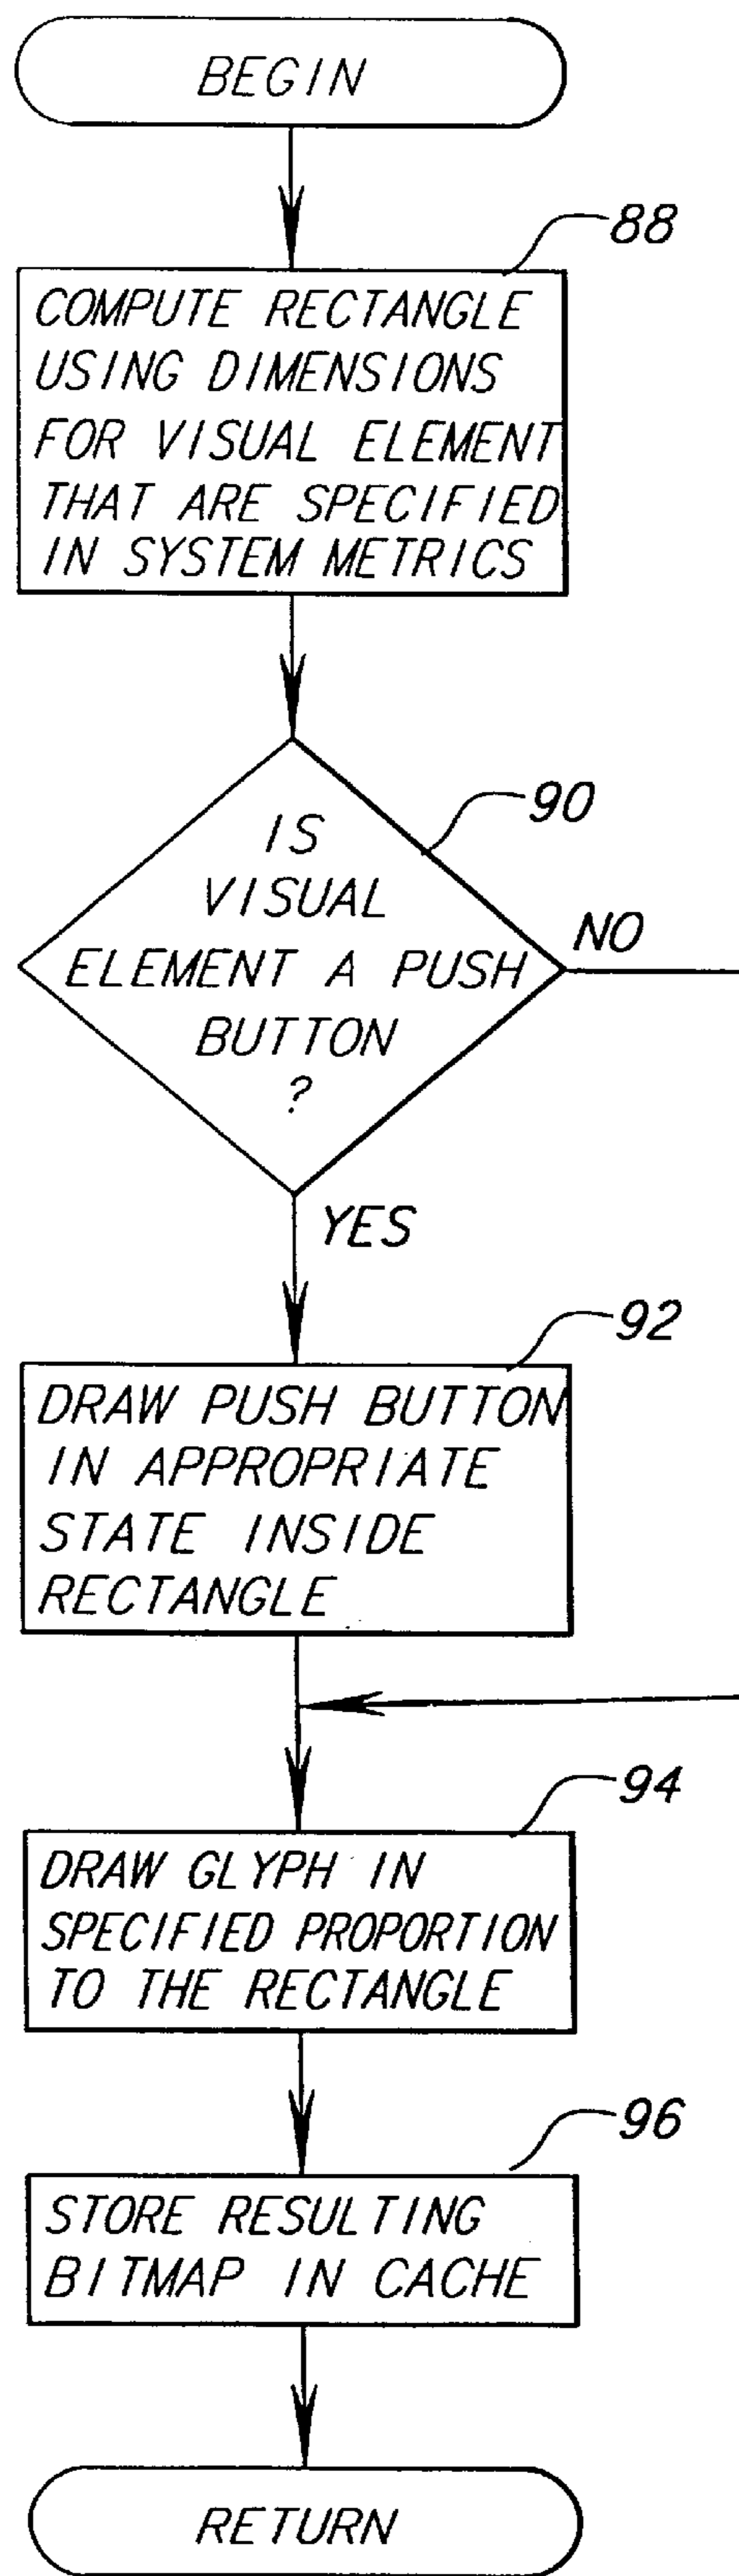 BEGIN
88
COMPUTE RECTANGLE
USING DIMENSIONS
FOR VISUAL ELEMENT
THAT ARE SPECIFIED
IN SYSTEM METRICS
90
IS
VISUAL
ELEMENT A PUSH
BUTTON
?
NO
YES
92
DRAW PUSH BUTTON
IN APPROPRIATE
STATE INSIDE
RECTANGLE
94
DRAW GLYPH IN
SPECIFIED PROPORTION
TO THE RECTANGLE
96
STORE RESULTING
BITMAP IN CACHE
RETURN